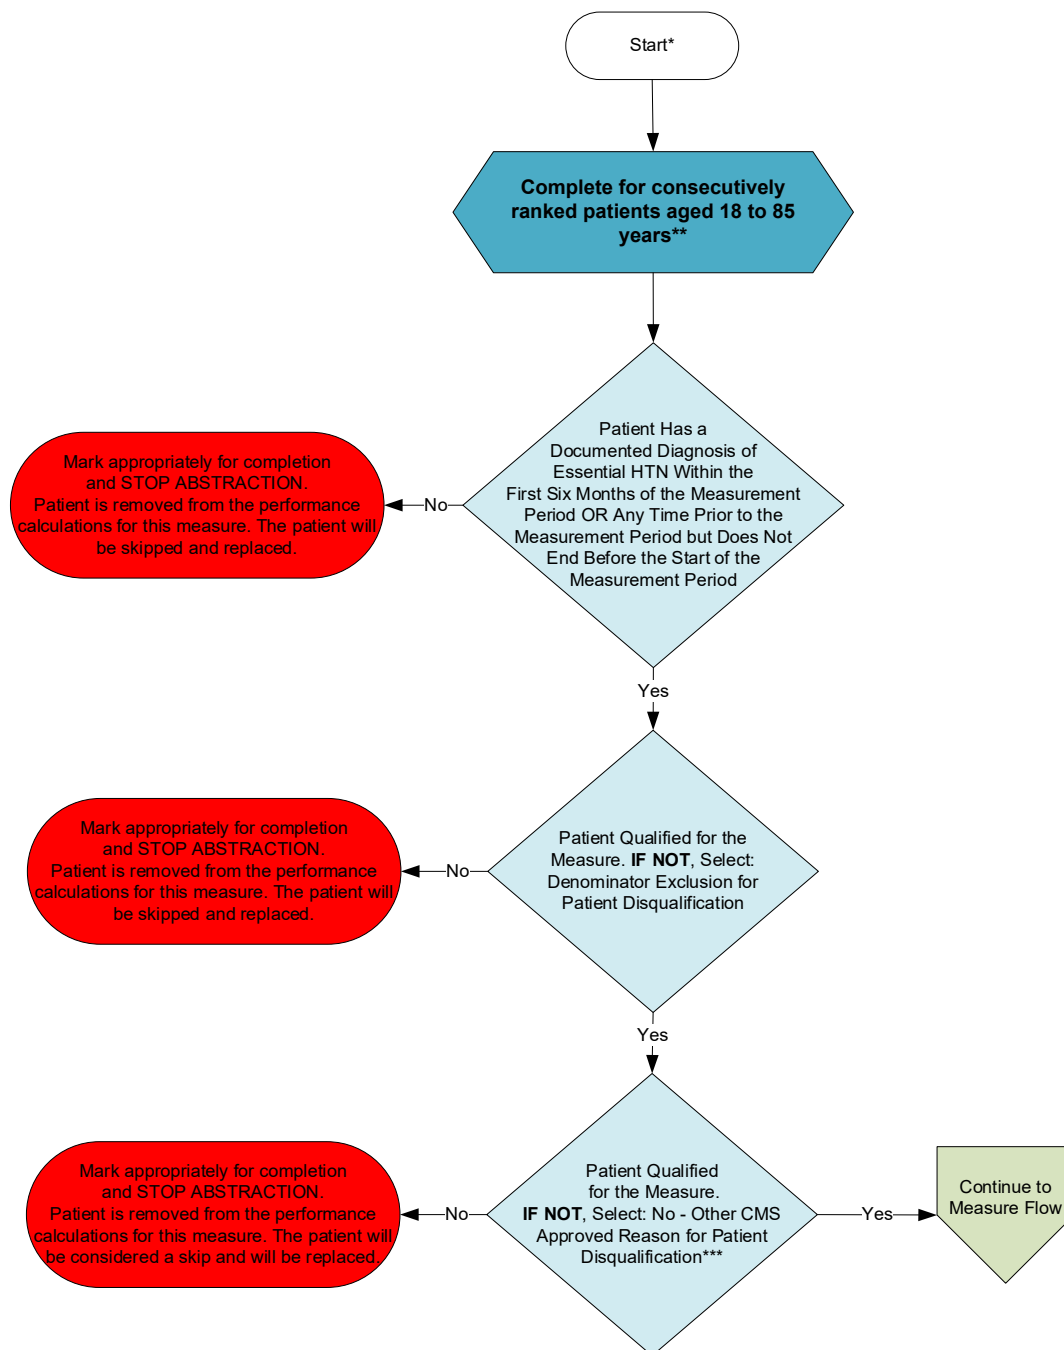 Start*
Complete for consecutively
ranked patients aged 18 to 85
years**
Patient Has a
Documented Diagnosis of
Essential HTN Within the
First Six Months of the Measurement
Period OR Any Time Prior to the
Measurement Period but Does Not
End Before the Start of the
Measurement Period
No
Mark appropriately for completion
and STOP ABSTRACTION.
Patient is removed from the performance
calculations for this measure. The patient will
be skipped and replaced.
Yes
Patient Qualified for the
Measure. IF NOT, Select:
Denominator Exclusion for
Patient Disqualification
No
Mark appropriately for completion
and STOP ABSTRACTION.
Patient is removed from the performance
calculations for this measure. The patient will
be skipped and replaced.
Yes
Patient Qualified
for the Measure.
IF NOT, Select: No - Other CMS
Approved Reason for Patient
Disqualification***
No
Mark appropriately for completion
and STOP ABSTRACTION.
Patient is removed from the performance
calculations for this measure. The patient will
be considered a skip and will be replaced.
Yes
Continue to
Measure Flow